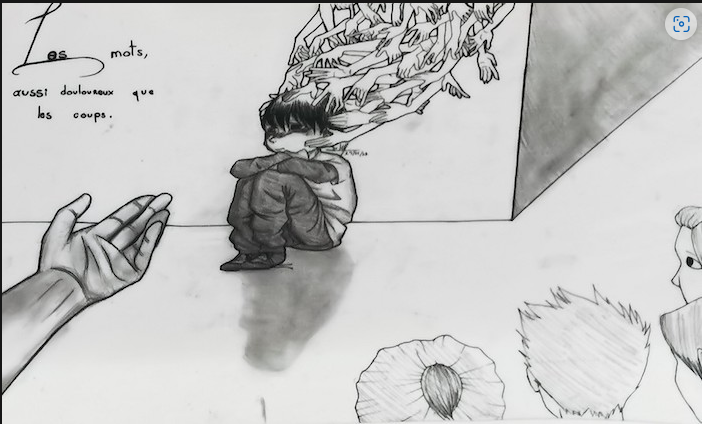 Les mots,
aussi douloureux que
les coups.